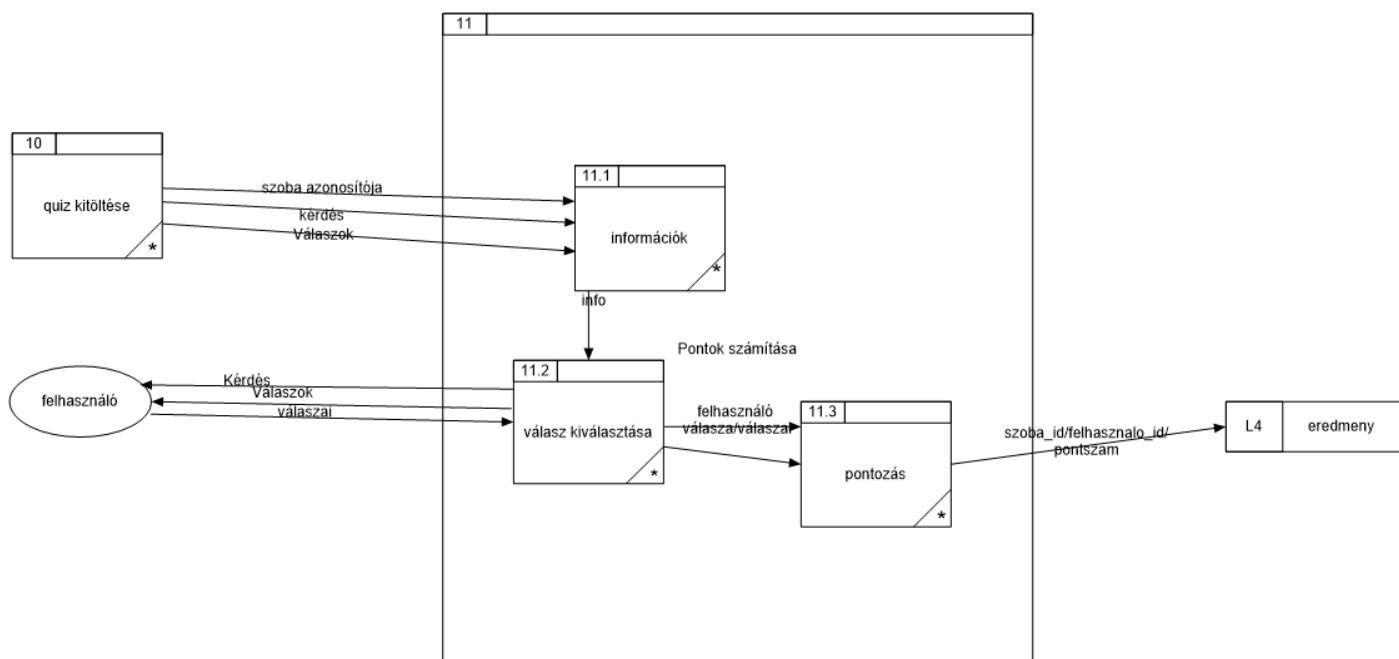 11
10
quiz kitöltése
*
szoba azonosítója
kérdés
Válaszok
11.1
információk
*
info
Pontok számítása
felhasználó
Kérdés
Válaszok
válaszai
11.2
válasz kiválasztása
*
felhasználó
válasza/válaszai
11.3
pontozás
*
szoba_id/felhasznalo_id/
pontszám
L4
eredmeny